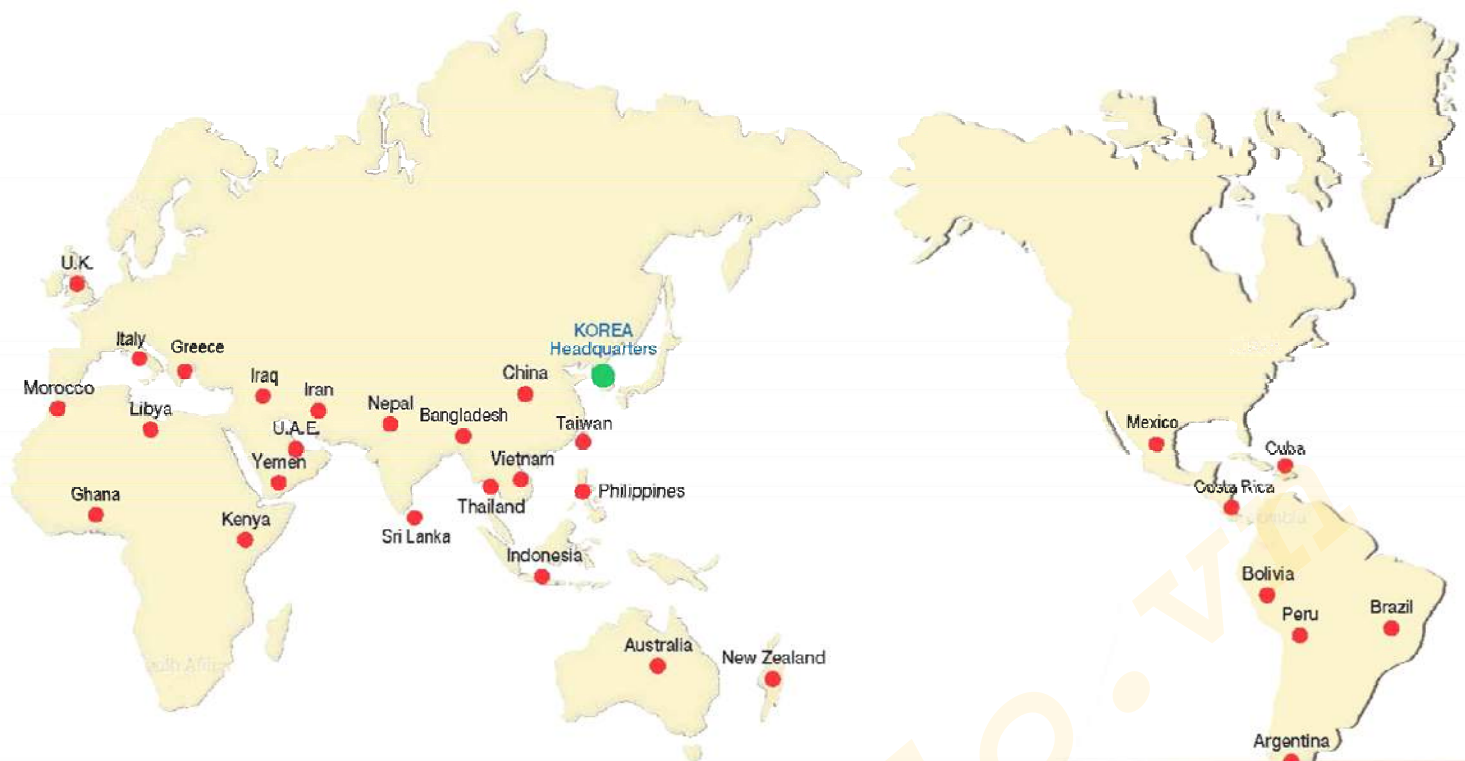 U.K.
KOREA
Headquarters
Italy
Greece
Iraq
Iran
China
Morocco
Libya
Nepal
Bangladesh
Taiwan
U.A.E.
Yemen
Vietnam
Ghana
Thailand
Philippines
Kenya
Sri Lanka
Indonesia
Australia
New Zealand
Mexico
Cuba
Costa Rica
Bolivia
Peru
Brazil
Argentina